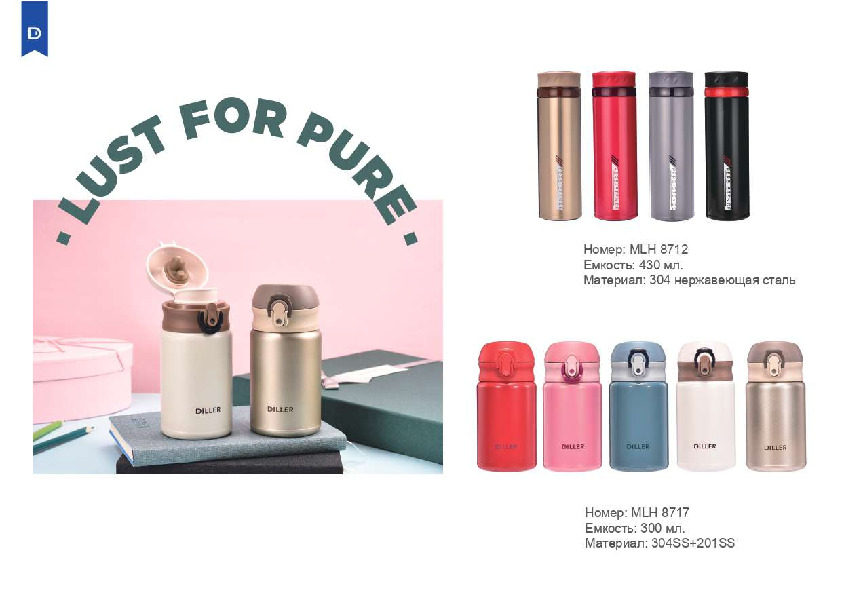 D
· LUST FOR PURE ·
DILLER
DILLER
Номер: MLH 8712
Емкость: 430 мл.
Материал: 304 нержавеющая сталь
DILLER
DILLER
DILLER
DILLER
DILLER
Номер: MLH 8717
Емкость: 300 мл.
Материал: 304SS+201SS